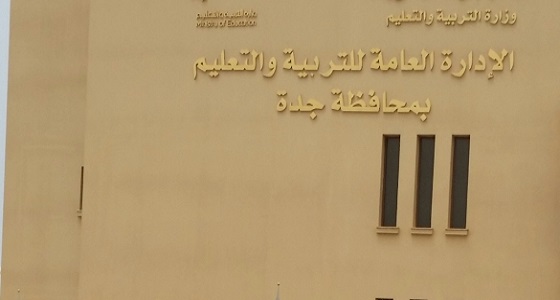 وزارة التربية والتعليم
Ministry of Education
الإدارة العامة للتربية والتعليم
بمحافظة جدة